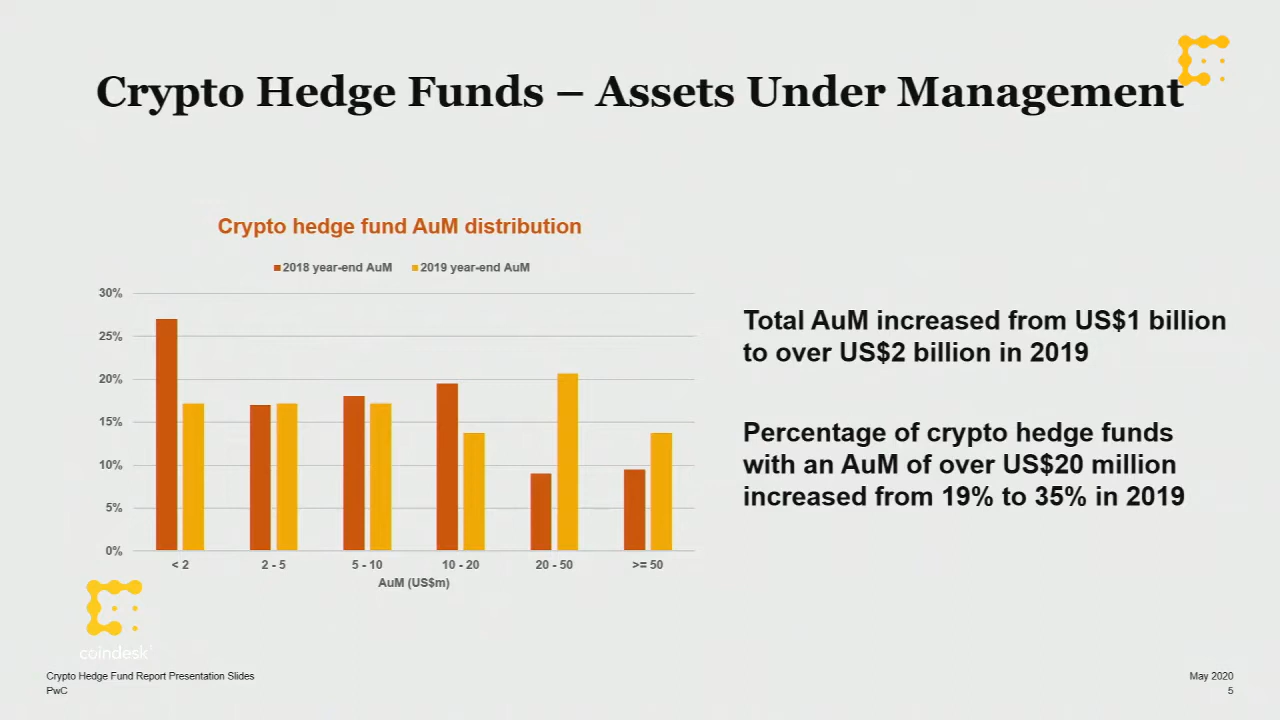 Crypto Hedge Funds – Assets Under Management
Crypto hedge fund AuM distribution
2018 year-end AuM 2019 year-end AuM
30%
25%
20%
15%
10%
5%
0%
< 2 2 - 5 5 - 10 10 - 20 20 - 50 >= 50
AuM (US$m)
Total AuM increased from US$1 billion
to over US$2 billion in 2019
Percentage of crypto hedge funds
with an AuM of over US$20 million
increased from 19% to 35% in 2019
coindesk
Crypto Hedge Fund Report Presentation Slides
PwC
May 2020
5